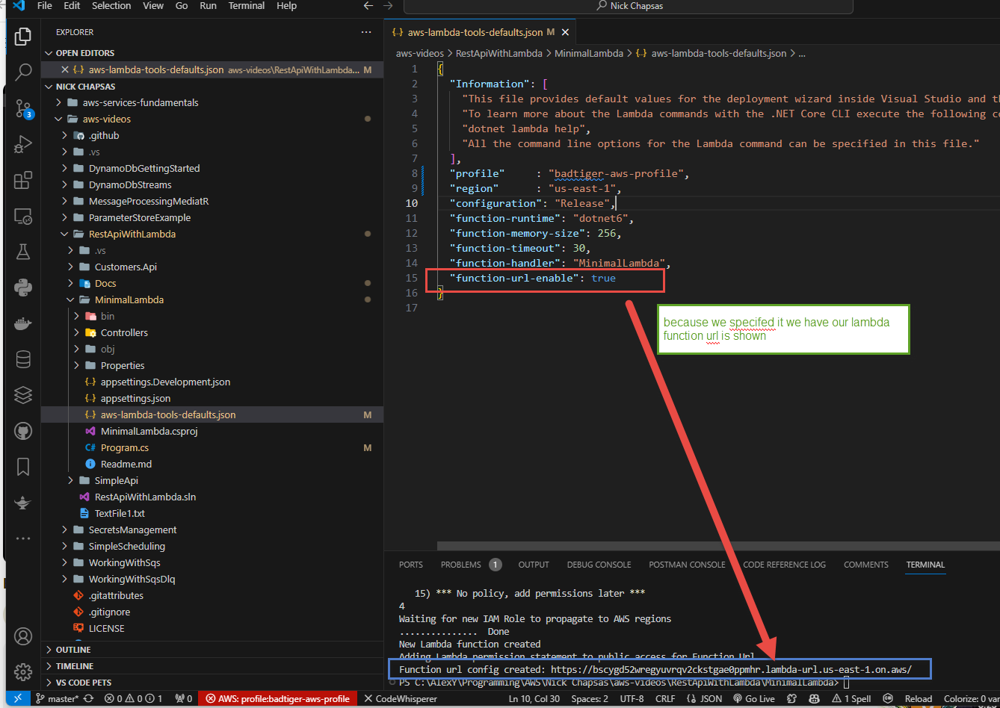 File Edit Selection View Go Run Terminal Help
Nick Chapsas
EXPLORER
OPEN EDITORS
aws-lambda-tools-defaults.json aws-videos\RestApiWithLambda... M
NICK CHAPSAS
aws-services-fundamentals
aws-videos
.github
.vs
DynamoDbGettingStarted
DynamoDbStreams
MessageProcessingMediatR
ParameterStoreExample
RestApiWithLambda
.vs
Customers.Api
Docs
MinimalLambda
bin
Controllers
obj
Properties
appsettings.Development.json
appsettings.json
aws-lambda-tools-defaults.json M
MinimalLambda.csproj
Program.cs M
Readme.md
SimpleApi
RestApiWithLambda.sln
TextFile1.txt
SecretsManagement
SimpleScheduling
WorkingWithSqs
WorkingWithSqsDlq
.gitattributes
.gitignore
LICENSE
OUTLINE
TIMELINE
VS CODE PETS
3
aws-lambda-tools-defaults.json M
aws-videos > RestApiWithLambda > MinimalLambda > {..} aws-lambda-tools-defaults.json > ...
1 {
2 "Information": [
3 "This file provides default values for the deployment wizard inside Visual Studio and th
4 "To learn more about the Lambda commands with the .NET Core CLI execute the following co
5 "dotnet lambda help",
6 "All the command line options for the Lambda command can be specified in this file."
7 ],
8 "profile" : "badtiger-aws-profile",
9 "region" : "us-east-1",
10 "configuration": "Release",
11 "function-runtime": "dotnet6",
12 "function-memory-size": 256,
13 "function-timeout": 30,
14 "function-handler": "MinimalLambda",
15 "function-url-enable": true
16 }
17
because we specifed it we have our lambda
function url is shown
PORTS PROBLEMS 1 OUTPUT DEBUG CONSOLE POSTMAN CONSOLE CODE REFERENCE LOG COMMENTS TERMINAL
15) *** No policy, add permissions later ***
4
Waiting for new IAM Role to propagate to AWS regions
............... Done
New Lambda function created
Adding Lambda permission statement to public access for Function Url
Function url config created: https://bscygd52wregyuvrqv2ckstgae0ppmhr.lambda-url.us-east-1.on.aws/
PS C:\AlexY\Programming\AWS\Nick Chapsas\aws-videos\RestApiWithLambda\MinimalLambda>
master* 0 0 1 0 AWS: profile:badtiger-aws-profile CodeWhisperer Ln 10, Col 30 Spaces: 2 UTF-8 CRLF {} JSON Go Live 1 Spell Reload Colorize: 0 var